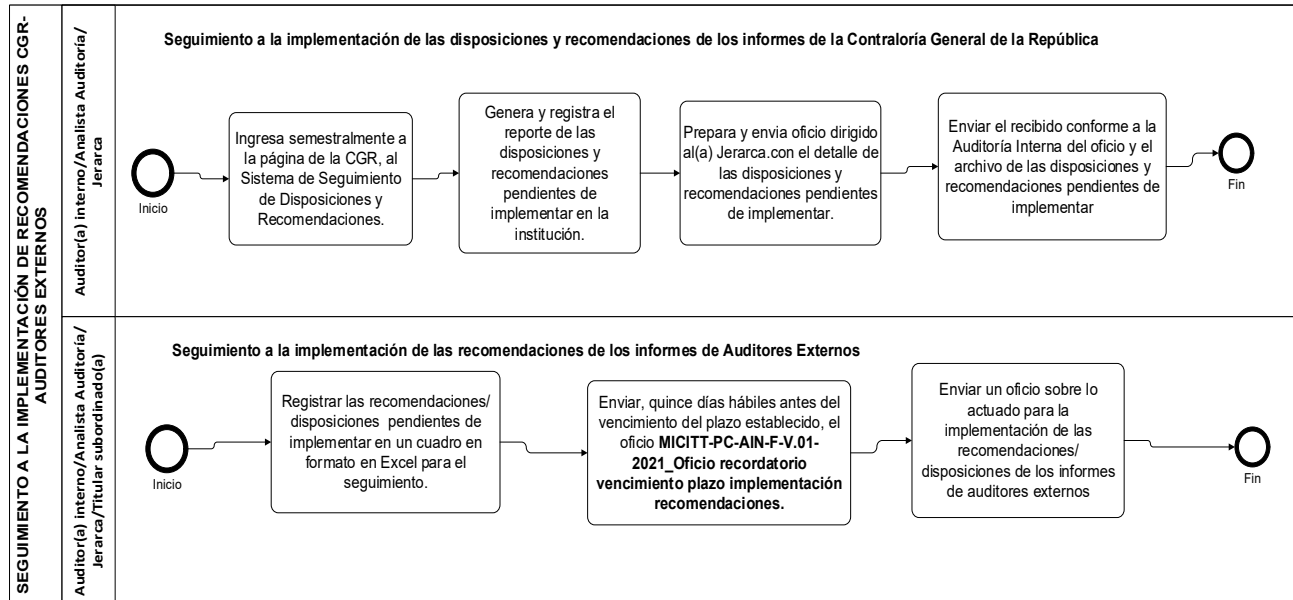 SEGUIMIENTO A LA IMPLEMENTACIÓN DE RECOMENDACIONES CGR-
AUDITORES EXTERNOS
Auditor(a) interno/Analista Auditoría/
Jerarca
Seguimiento a la implementación de las disposiciones y recomendaciones de los informes de la Contraloría General de la República
Inicio
Ingresa semestralmente a
la página de la CGR, al
Sistema de Seguimiento
de Disposiciones y
Recomendaciones.
Genera y registra el
reporte de las
disposiciones y
recomendaciones
pendientes de
implementar en la
institución.
Prepara y envia oficio dirigido
al(a) Jerarca.con el detalle de
las disposiciones y
recomendaciones pendientes
de implementar.
Enviar el recibido conforme a la
Auditoría Interna del oficio y el
archivo de las disposiciones y
recomendaciones pendientes de
implementar
Fin
Auditor(a) interno/Analista Auditoría/
Jerarca/Titular subordinado(a)
Seguimiento a la implementación de las recomendaciones de los informes de Auditores Externos
Inicio
Registrar las recomendaciones/
disposiciones pendientes de
implementar en un cuadro en
formato en Excel para el
seguimiento.
Enviar, quince días hábiles antes del
vencimiento del plazo establecido, el
oficio MICITT-PC-AIN-F-V.01-
2021_Oficio recordatorio
vencimiento plazo implementación
recomendaciones.
Enviar un oficio sobre lo
actuado para la
implementación de las
recomendaciones/
disposiciones de los informes
de auditores externos
Fin